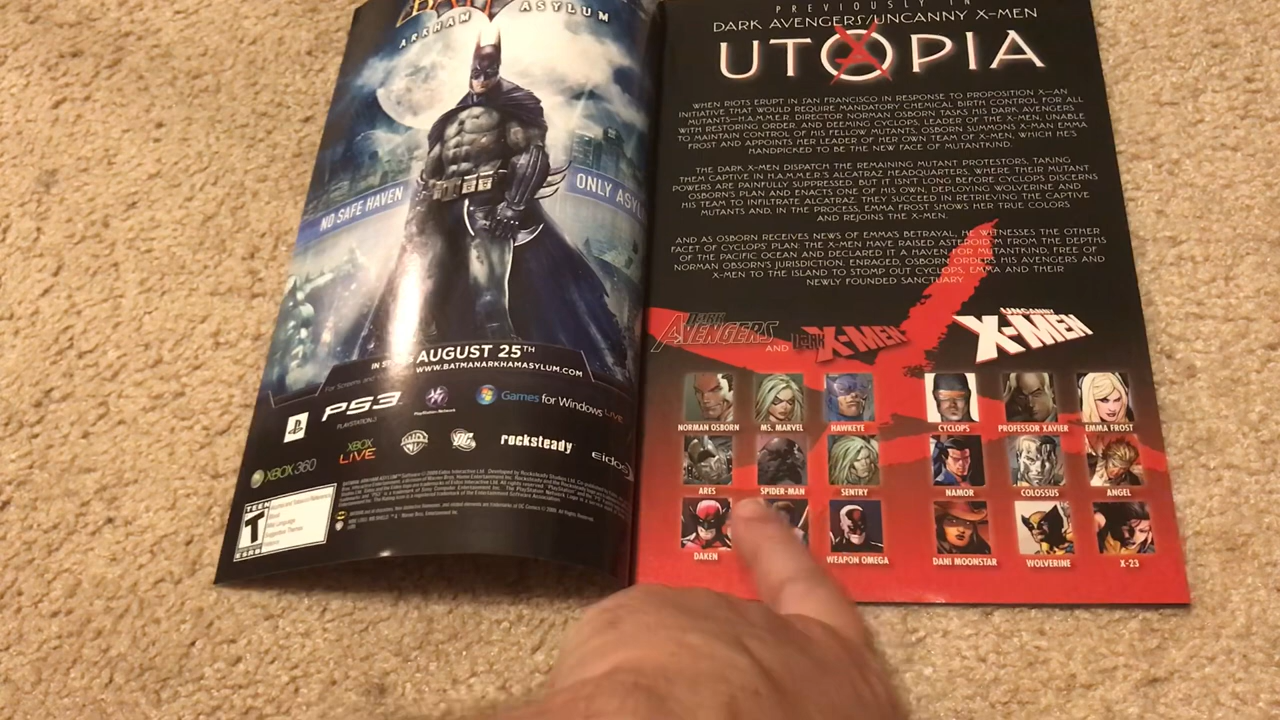 BAT
ARKHAM ASYLUM
NO SAFE HAVEN
ONLY ASYL
AUGUST 25TH
WWW.BATMANARKHAMASYLUM.COM
PS3
PLAYSTATION 3
PlayStation Network
Games for Windows LIVE
XBOX 360
XBOX LIVE
WB
DC
rocksteady
eidos
TEEN
T
ESRB
PREVIOUSLY IN
DARK AVENGERS/UNCANNY X-MEN
UTOPIA
WHEN RIOTS ERUPT IN SAN FRANCISCO IN RESPONSE TO PROPOSITION X—AN
INITIATIVE THAT WOULD REQUIRE MANDATORY CHEMICAL BIRTH CONTROL FOR ALL
MUTANTS—H.A.M.M.E.R. DIRECTOR NORMAN OSBORN TASKS HIS DARK AVENGERS
WITH RESTORING ORDER. AND DEEMING CYCLOPS, LEADER OF THE X-MEN, UNABLE
TO MAINTAIN CONTROL OF HIS FELLOW MUTANTS, OSBORN SUMMONS X-MAN EMMA
FROST AND APPOINTS HER LEADER OF HER OWN TEAM OF X-MEN, WHICH HE'S
HANDPICKED TO BE THE NEW FACE OF MUTANTKIND.
THE DARK X-MEN DISPATCH THE REMAINING MUTANT PROTESTORS, TAKING
THEM CAPTIVE IN H.A.M.M.E.R.'S ALCATRAZ HEADQUARTERS, WHERE THEIR MUTANT
POWERS ARE PAINFULLY SUPPRESSED. BUT IT ISN'T LONG BEFORE CYCLOPS DISCERNS
OSBORN'S PLAN AND ENACTS ONE OF HIS OWN, DEPLOYING WOLVERINE AND
HIS TEAM TO INFILTRATE ALCATRAZ. THEY SUCCEED IN RETRIEVING THE CAPTIVE
MUTANTS AND, IN THE PROCESS, EMMA FROST SHOWS HER TRUE COLORS
AND REJOINS THE X-MEN.
AND AS OSBORN RECEIVES NEWS OF EMMA'S BETRAYAL, HE WITNESSES THE OTHER
FACET OF CYCLOPS' PLAN: THE X-MEN HAVE RAISED ASTEROID M FROM THE DEPTHS
OF THE PACIFIC OCEAN AND DECLARED IT A HAVEN FOR MUTANTKIND, FREE OF
NORMAN OBSORN'S JURISDICTION. ENRAGED, OSBORN ORDERS HIS AVENGERS AND
X-MEN TO THE ISLAND TO STOMP OUT CYCLOPS, EMMA AND THEIR
NEWLY FOUNDED SANCTUARY.
DARK AVENGERS AND DARK X-MEN
UNCANNY X-MEN
NORMAN OSBORN MS. MARVEL HAWKEYE CYCLOPS PROFESSOR XAVIER EMMA FROST
ARES SPIDER-MAN SENTRY NAMOR COLOSSUS ANGEL
DAKEN WEAPON OMEGA DANI MOONSTAR WOLVERINE X-23